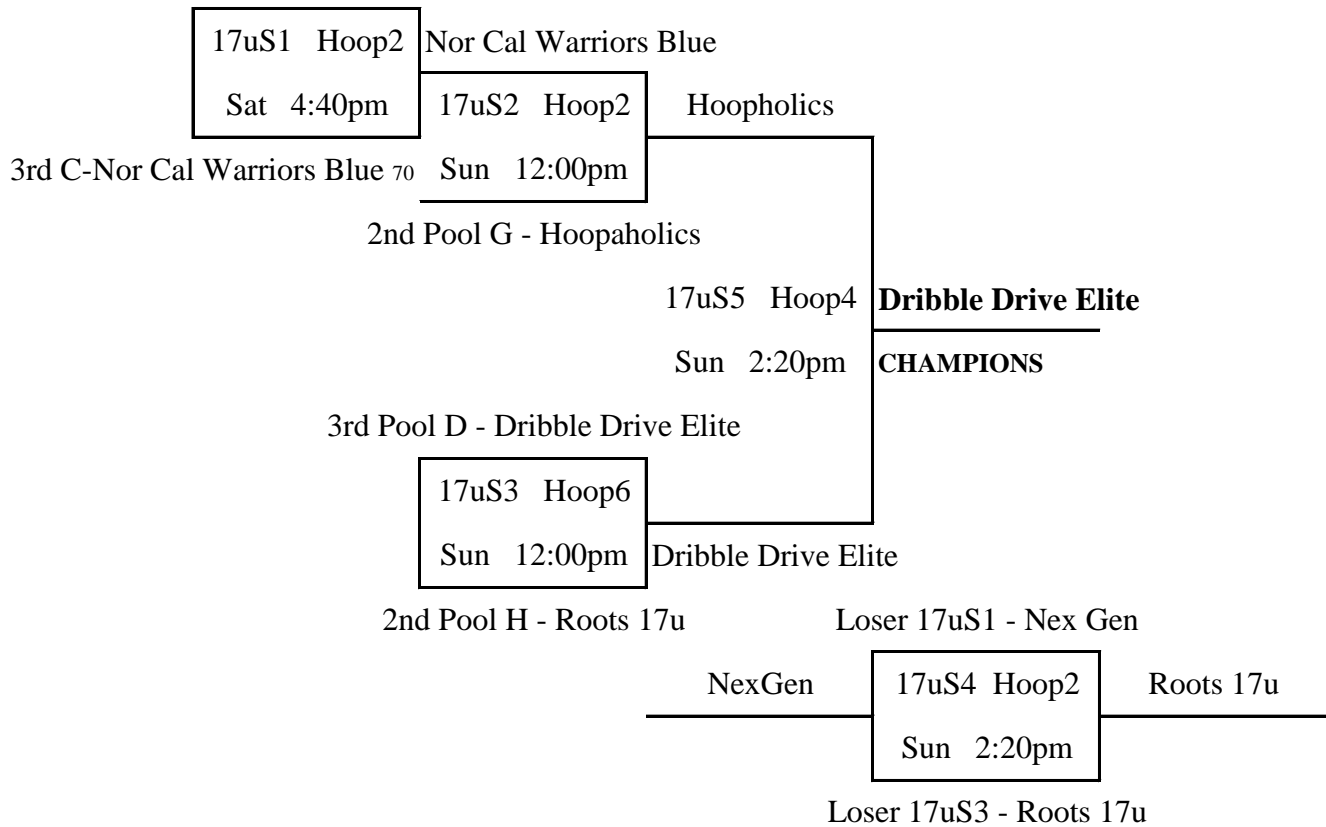 17uS1 Hoop2 Nor Cal Warriors Blue
Sat 4:40pm 17uS2 Hoop2 Hoopholics
3rd C-Nor Cal Warriors Blue 70 Sun 12:00pm
2nd Pool G - Hoopaholics
17uS5 Hoop4 Dribble Drive Elite
Sun 2:20pm CHAMPIONS
3rd Pool D - Dribble Drive Elite
17uS3 Hoop6
Sun 12:00pm Dribble Drive Elite
2nd Pool H - Roots 17u Loser 17uS1 - Nex Gen
NexGen 17uS4 Hoop2 Roots 17u
Sun 2:20pm
Loser 17uS3 - Roots 17u